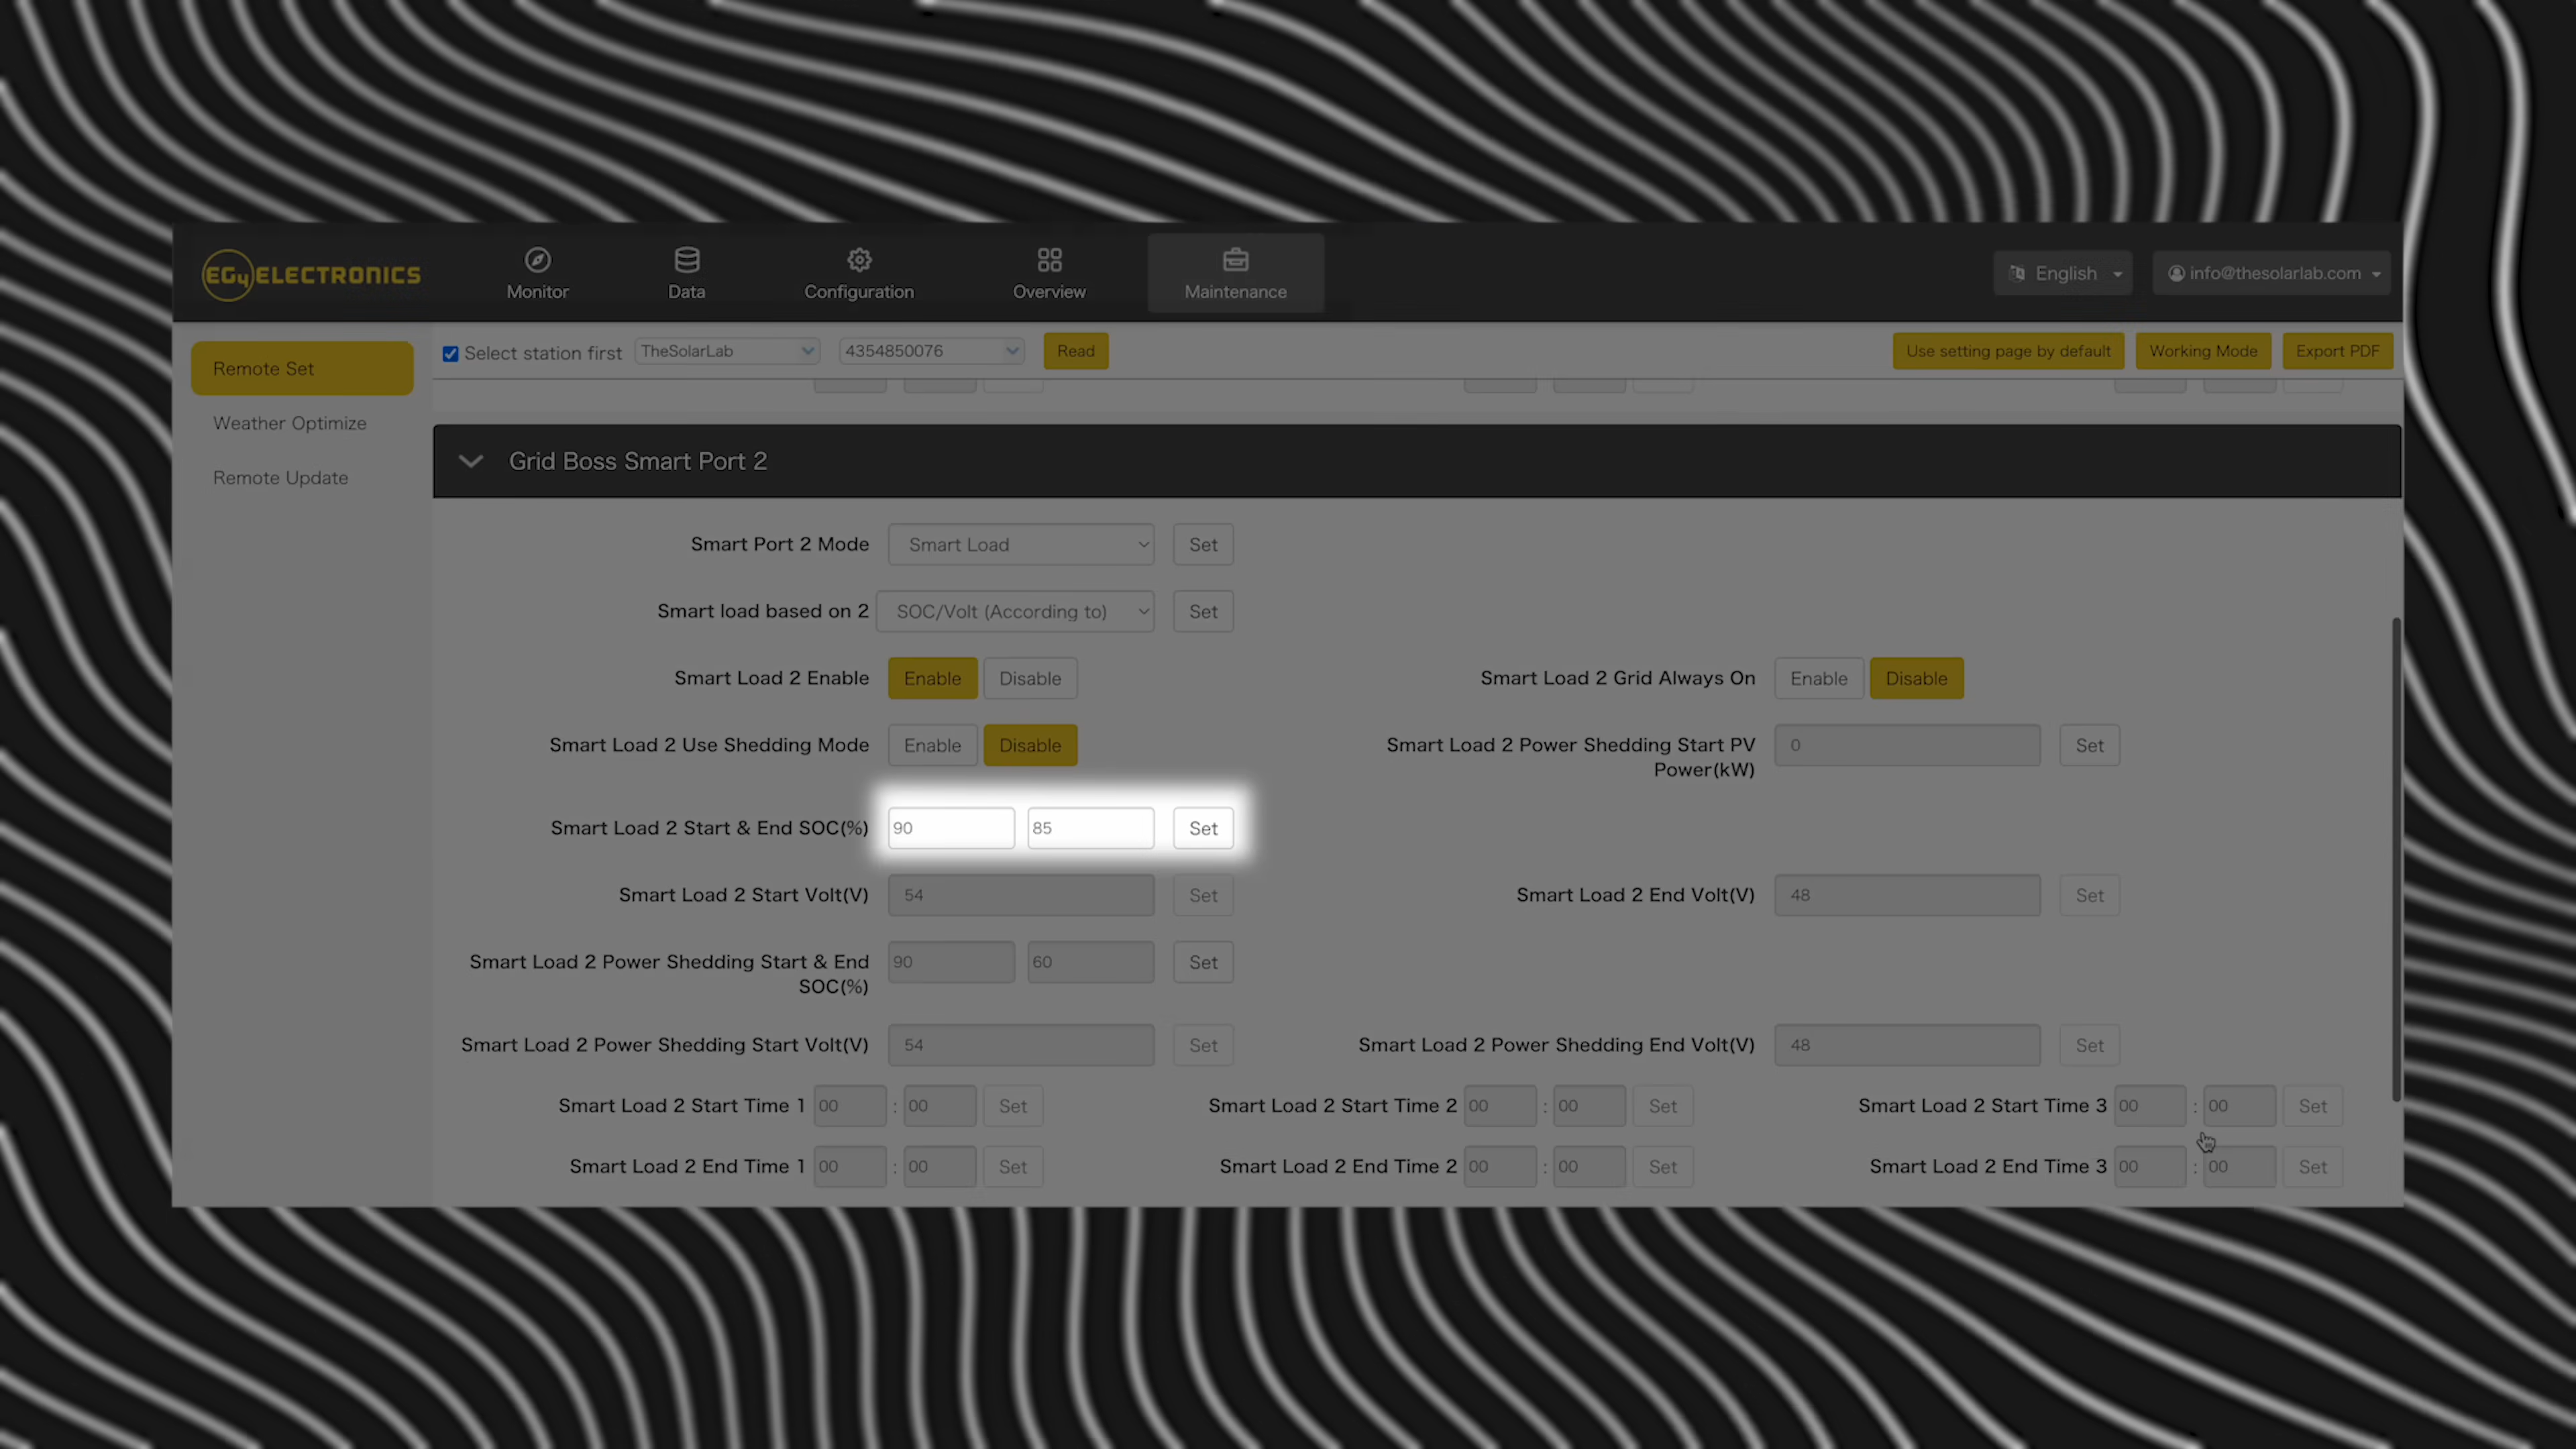 EG4 ELECTRONICS
Monitor
Data
Configuration
Overview
Maintenance
English
info@thesolarlab.com
Remote Set
Weather Optimize
Remote Update
Select station first TheSolarLab 4354850076 Read Use setting page by default Working Mode Export PDF
Grid Boss Smart Port 2
Smart Port 2 Mode Smart Load Set
Smart load based on 2 SOC/Volt (According to) Set
Smart Load 2 Enable Enable Disable Smart Load 2 Grid Always On Enable Disable
Smart Load 2 Use Shedding Mode Enable Disable Smart Load 2 Power Shedding Start PV
Power(kW) 0 Set
Smart Load 2 Start & End SOC(%) 90 85 Set
Smart Load 2 Start Volt(V) 54 Set Smart Load 2 End Volt(V) 48 Set
Smart Load 2 Power Shedding Start & End
SOC(%) 90 60 Set
Smart Load 2 Power Shedding Start Volt(V) 54 Set Smart Load 2 Power Shedding End Volt(V) 48 Set
Smart Load 2 Start Time 1 00 : 00 Set Smart Load 2 Start Time 2 00 : 00 Set Smart Load 2 Start Time 3 00 : 00 Set
Smart Load 2 End Time 1 00 : 00 Set Smart Load 2 End Time 2 00 : 00 Set Smart Load 2 End Time 3 00 : 00 Set